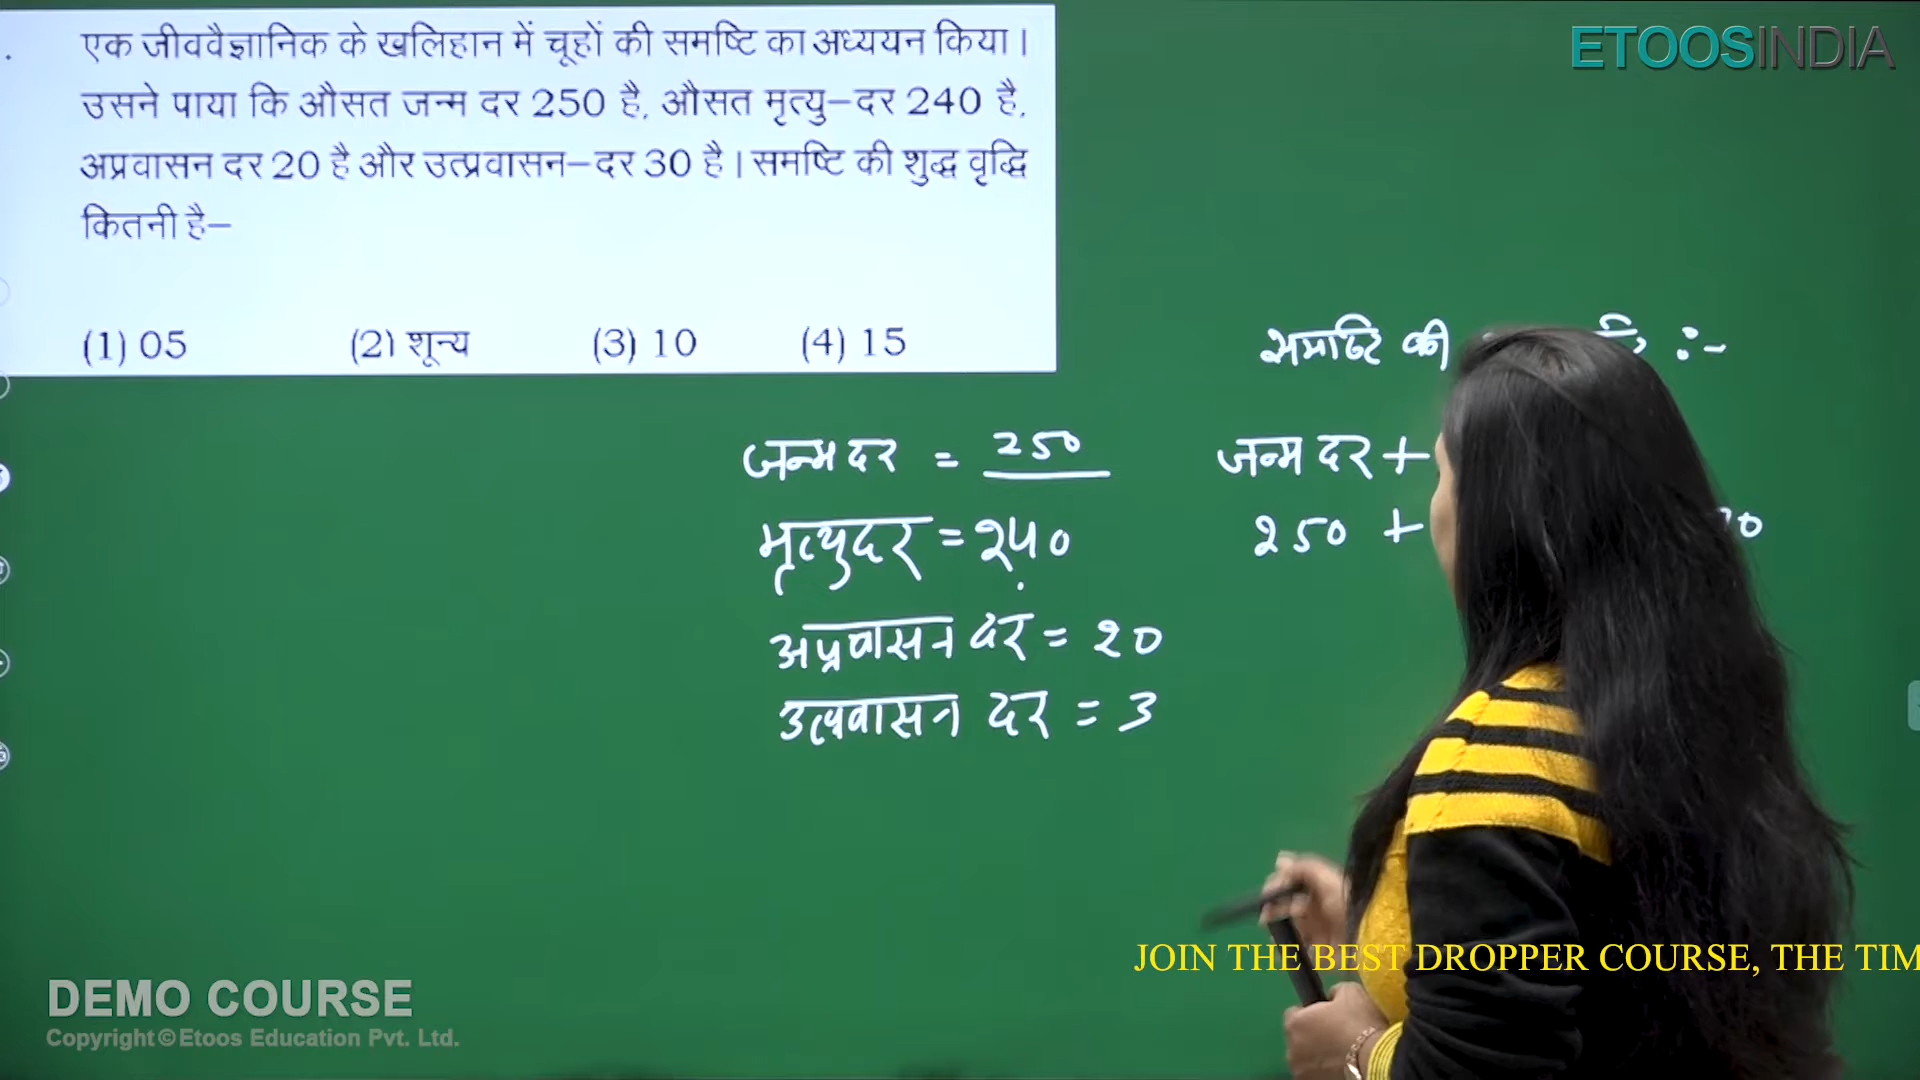 ETOOSINDIA
एक जीववैज्ञानिक के खलिहान में चूहों की समष्टि का अध्ययन किया।
उसने पाया कि औसत जन्म दर 250 है, औसत मृत्यु–दर 240 है,
अप्रवासन दर 20 है और उत्प्रवासन–दर 30 है। समष्टि की शुद्ध वृद्धि
कितनी है–
(1) 05 (2) शून्य (3) 10 (4) 15
समष्टि की :-
जन्म दर = 250
जन्म दर +
मृत्युदर = २५०
250 +
अप्रवासन दर = 20
उत्प्रवासन दर = 3
JOIN THE BEST DROPPER COURSE, THE TIM
DEMO COURSE
Copyright © Etoos Education Pvt. Ltd.